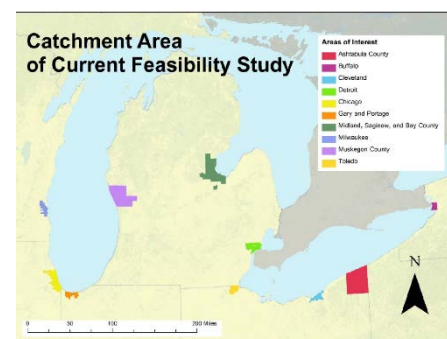 Catchment Area
of Current Feasibility Study
Areas of Interest
Ashtabula County
Buffalo
Cleveland
Detroit
Chicago
Gary and Portage
Midland, Saginaw, and Bay County
Milwaukee
Muskegon County
Toledo
N
0 50 100 200 Miles